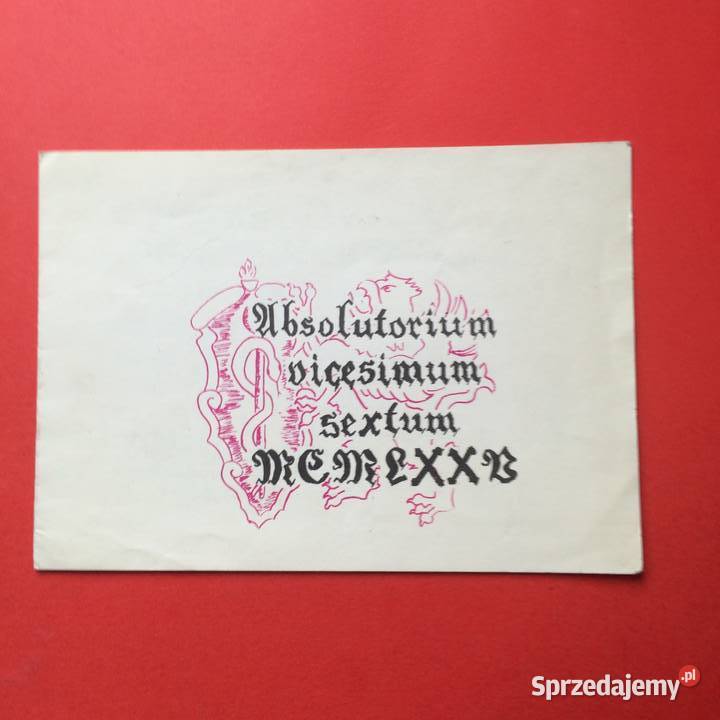 Absolutorium
vicesimum
sextum
MCMLXXV
Sprzedajemy.pl